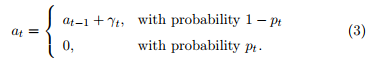 a_t = { a_{t−1} + γ_t, with probability 1 − p_t
0, with probability p_t. (3)